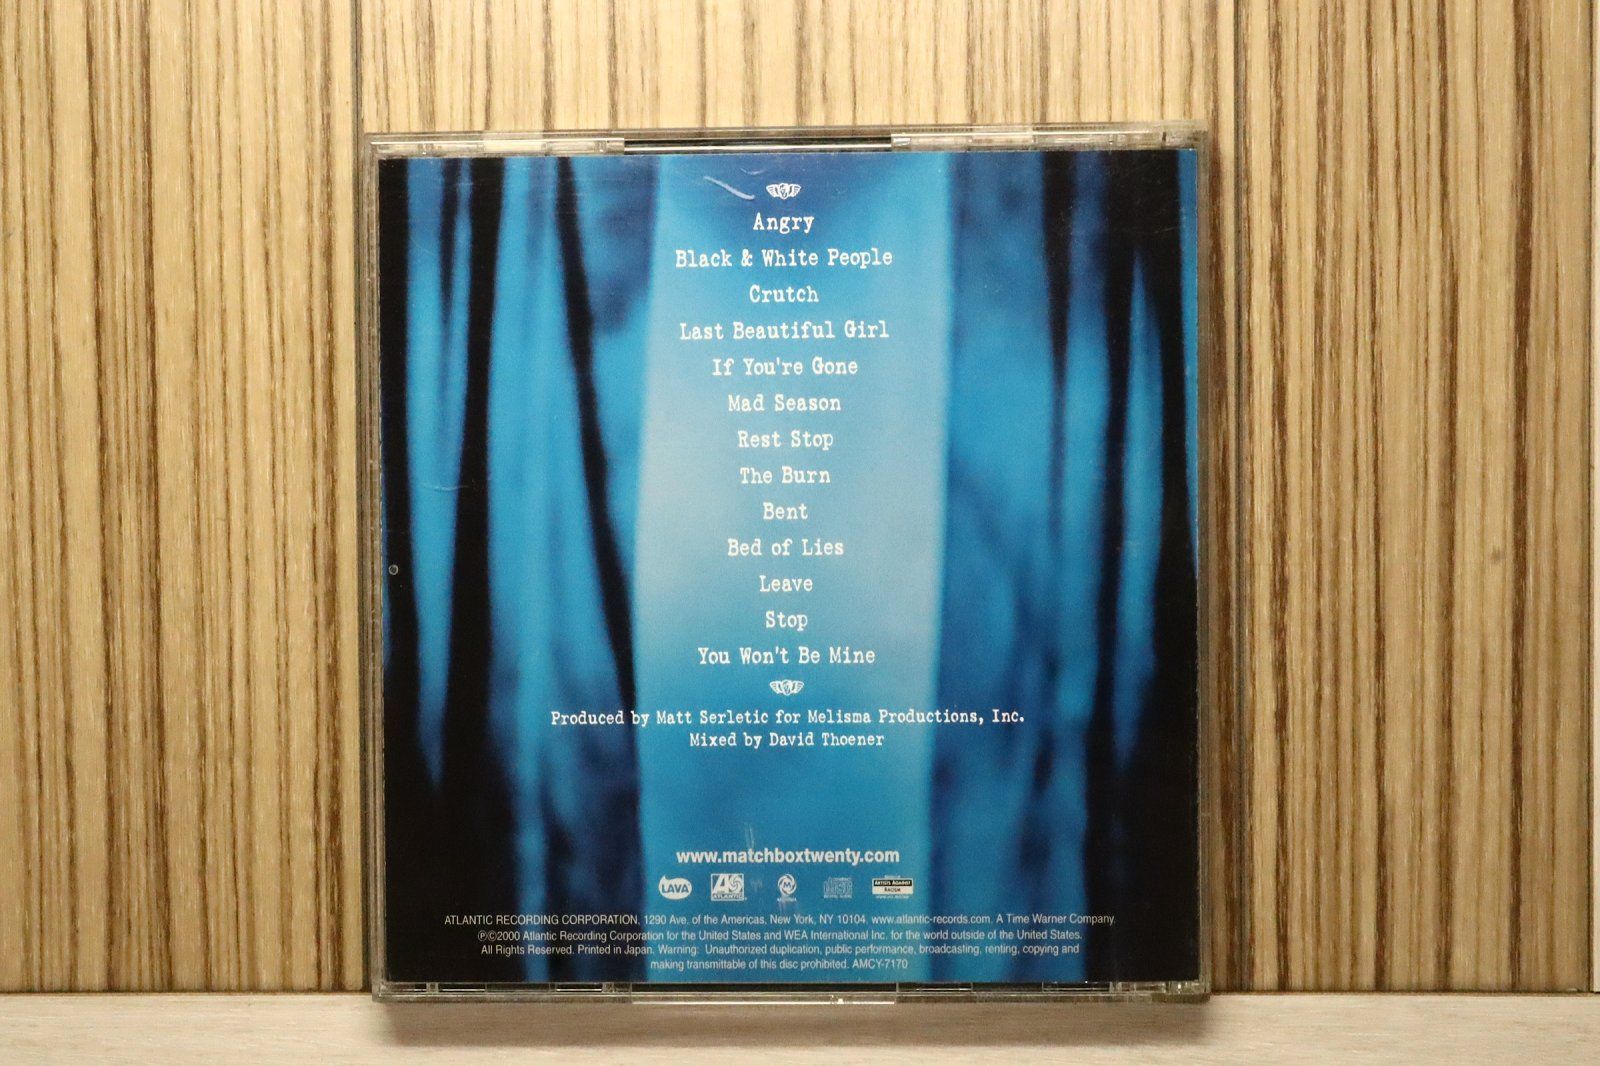 Angry
Black & White People
Crutch
Last Beautiful Girl
If You're Gone
Mad Season
Rest Stop
The Burn
Bent
Bed of Lies
Leave
Stop
You Won't Be Mine
Produced by Matt Serletic for Melisma Productions, Inc.
Mixed by David Thoener
www.matchboxtwenty.com
LAVA ATLANTIC DISC ARTISTS AGAINST
RACISM
ATLANTIC RECORDING CORPORATION, 1290 Ave. of the Americas, New York, NY 10104. www.atlantic-records.com. A Time Warner Company.
℗©2000 Atlantic Recording Corporation for the United States and WEA International Inc. for the world outside of the United States.
All Rights Reserved. Printed in Japan. Warning: Unauthorized duplication, public performance, broadcasting, renting, copying and
making transmittable of this disc prohibited. AMCY-7170